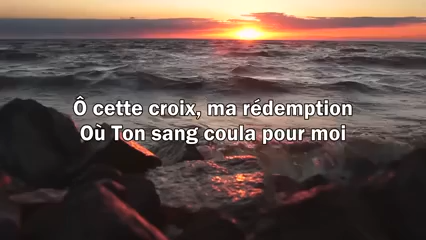 Ô cette croix, ma rédemption
Où Ton sang coula pour moi